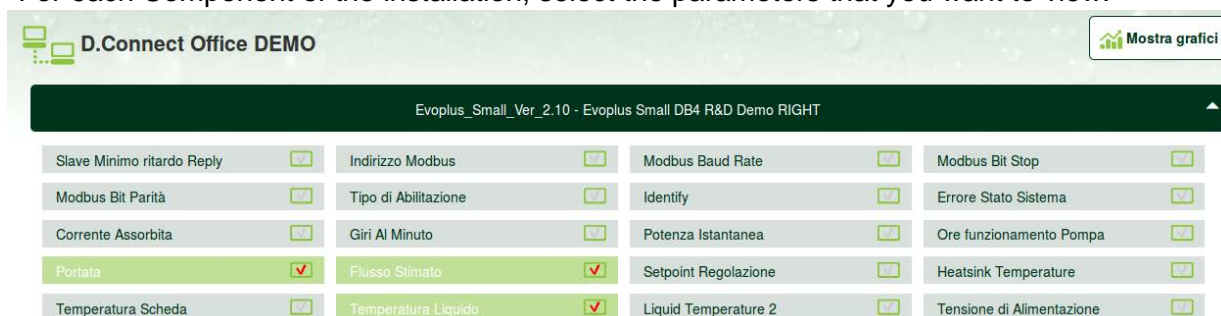 For each Component of the installation, select the parameters that you want to view.
D.Connect Office DEMO
Mostra grafici
Evoplus_Small_Ver_2.10 - Evoplus Small DB4 R&D Demo RIGHT
Slave Minimo ritardo Reply Indirizzo Modbus Modbus Baud Rate Modbus Bit Stop
Modbus Bit Parità Tipo di Abilitazione Identify Errore Stato Sistema
Corrente Assorbita Giri Al Minuto Potenza Istantanea Ore funzionamento Pompa
Portata Flusso Stimato Setpoint Regolazione Heatsink Temperature
Temperatura Scheda Temperatura Liquido Liquid Temperature 2 Tensione di Alimentazione